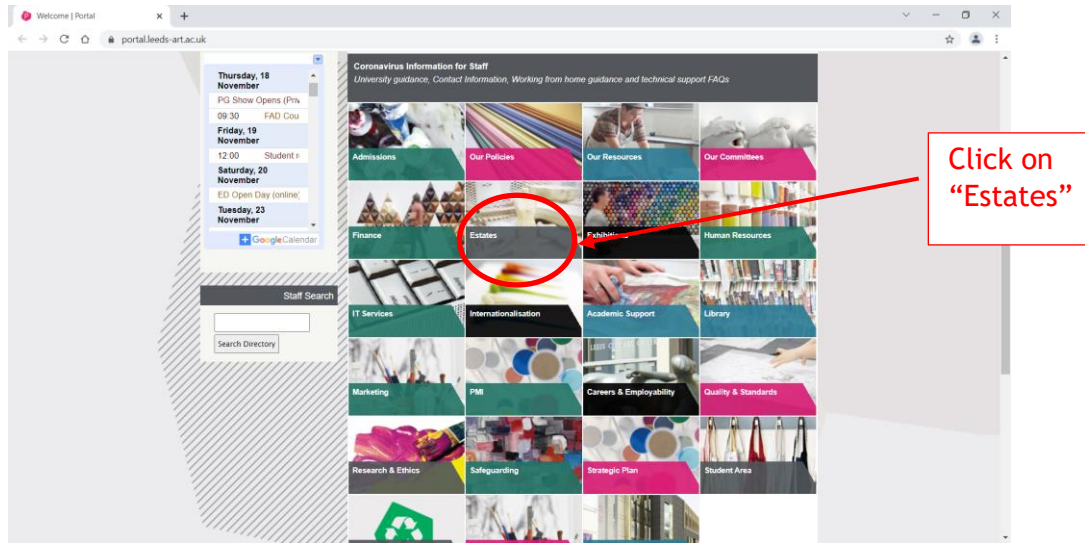 Welcome | Portal
portal.leeds-art.ac.uk
Thursday, 18
November
PG Show Opens (Priv
09:30 FAD Cou
Friday, 19
November
12:00 Student r
Saturday, 20
November
ED Open Day (online)
Tuesday, 23
November
+ GoogleCalendar
Staff Search
Search Directory
Coronavirus Information for Staff
University guidance, Contact Information, Working from home guidance and technical support FAQs
Admissions
Our Policies
Our Resources
Our Committees
Finance
Estates
Exhibitions
Human Resources
IT Services
Internationalisation
Academic Support
Library
Marketing
PMI
Careers & Employability
Quality & Standards
Research & Ethics
Safeguarding
Strategic Plan
Student Area
Click on
“Estates”